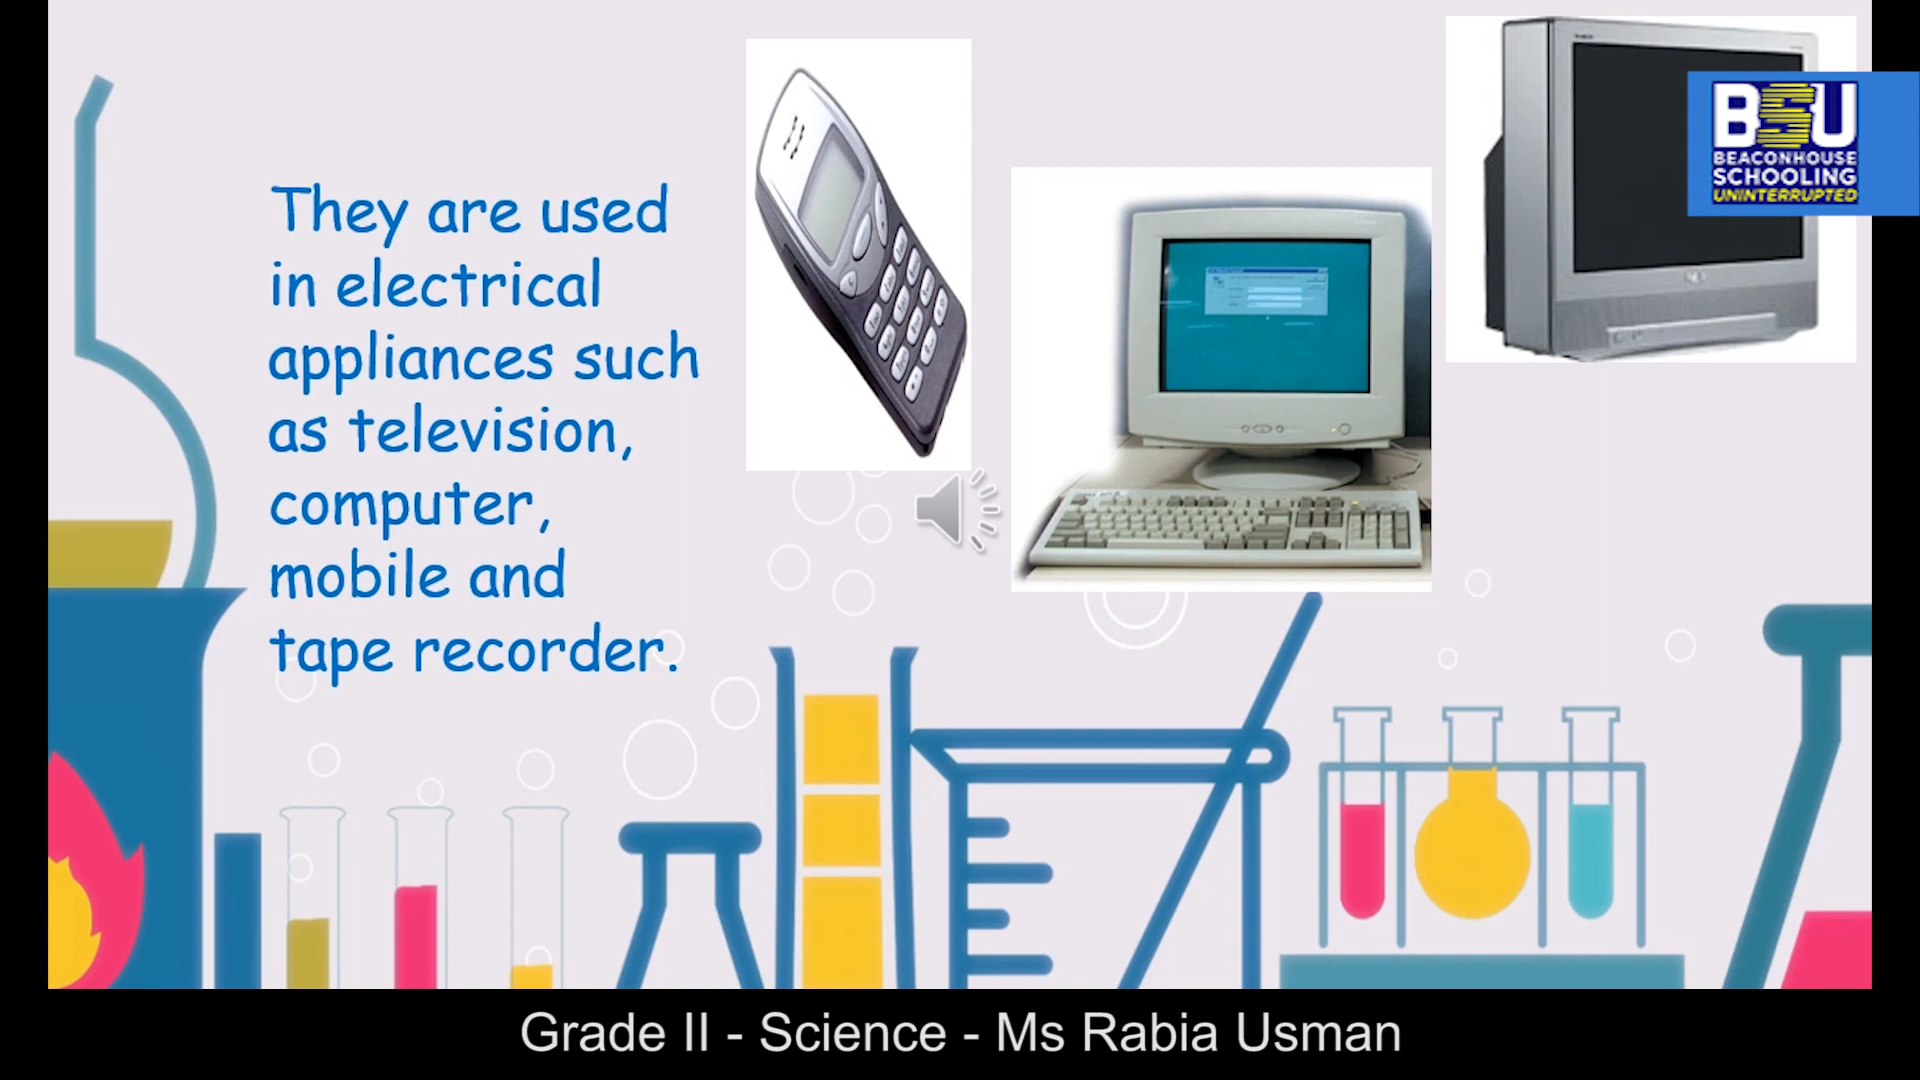 They are used
in electrical
appliances such
as television,
computer,
mobile and
tape recorder.
BSU
BEACONHOUSE
SCHOOLING
UNINTERRUPTED
Grade II - Science - Ms Rabia Usman